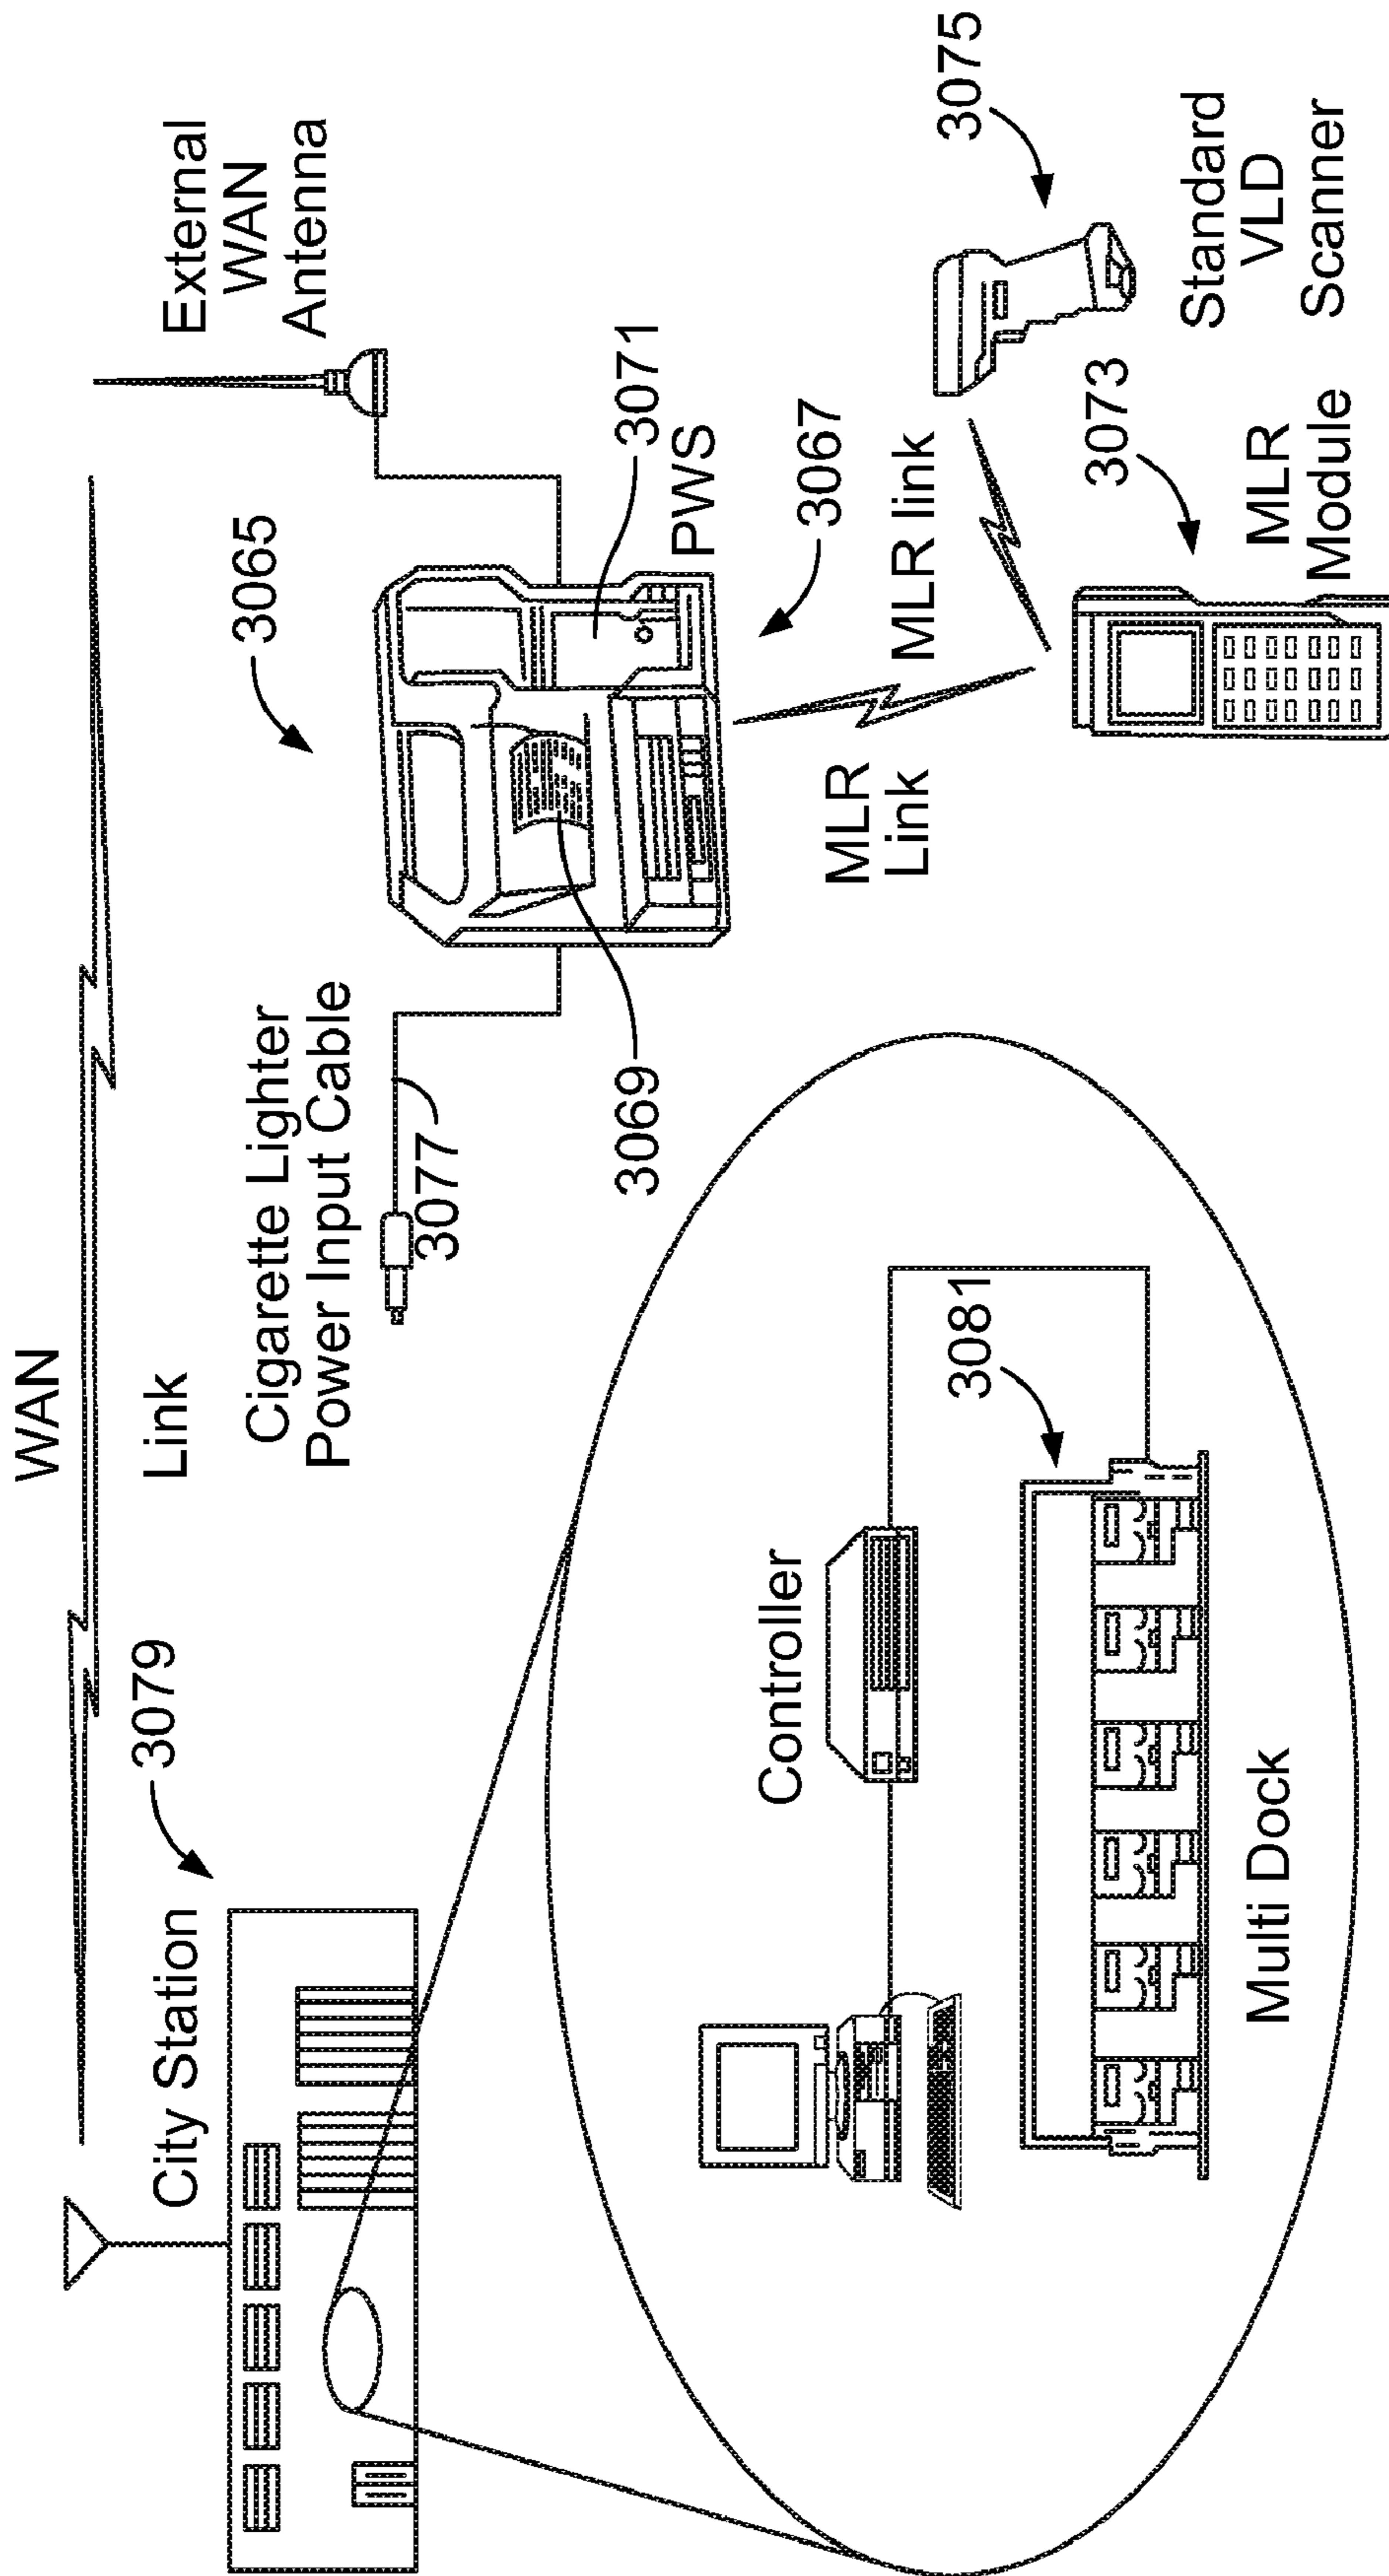 WAN
Link
City Station
3079
Cigarette Lighter
Power Input Cable
3077
3065
External
WAN
Antenna
3069
3071
PWS
3067
MLR
Link
MLR link
3075
Standard
VLD
Scanner
3073
MLR
Module
Controller
3081
Multi Dock